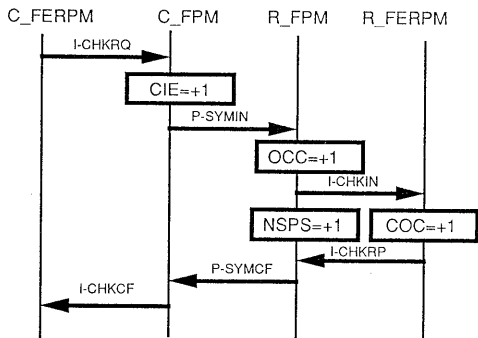 C_FERPM C_FPM R_FPM R_FERPM
I-CHKRQ
CIE=+1
P-SYMIN
OCC=+1
I-CHKIN
NSPS=+1 COC=+1
I-CHKRP
P-SYMCF
I-CHKCF